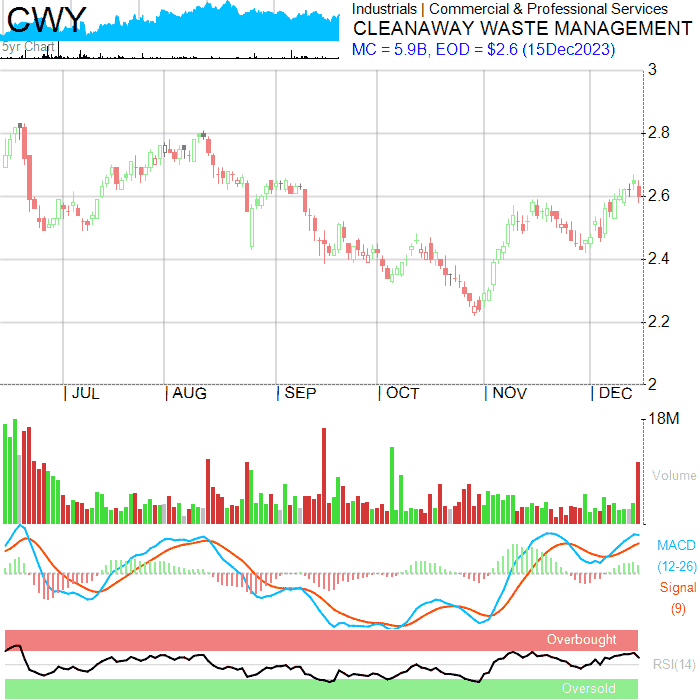 CWY
5yr Chart
Industrials | Commercial & Professional Services
CLEANAWAY WASTE MANAGEMENT
MC = 5.9B, EOD = $2.6 (15Dec2023)
3
2.8
2.6
2.4
2.2
2
| JUL | AUG | SEP | OCT | NOV | DEC
18M
Volume
MACD
(12-26)
Signal
(9)
Overbought
RSI(14)
Oversold